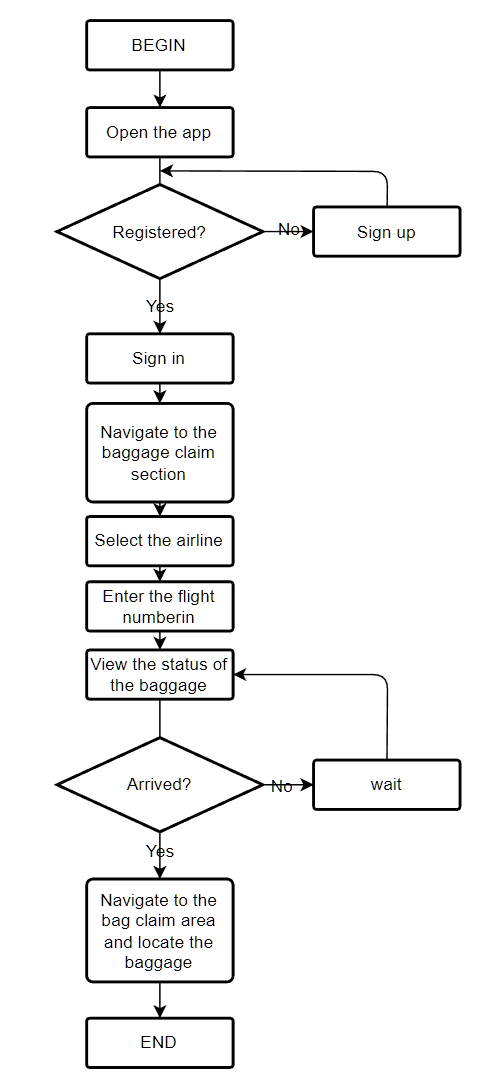 BEGIN
Open the app
Registered?
No
Sign up
Yes
Sign in
Navigate to the
baggage claim
section
Select the airline
Enter the flight
numberin
View the status of
the baggage
Arrived?
No
wait
Yes
Navigate to the
bag claim area
and locate the
baggage
END